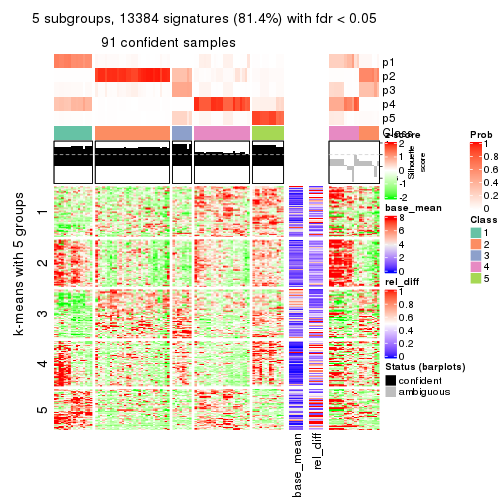 5 subgroups, 13384 signatures (81.4%) with fdr < 0.05
91 confident samples
p1
p2
p3
p4
p5
Class
Silhouette
score
k-means with 5 groups
1
2
3
4
5
base_mean
rel_diff
z-score
2
1
0
-1
-2
base_mean
8
6
4
2
0
rel_diff
1
0.8
0.6
0.4
0.2
0
Status (barplots)
confident
ambiguous
Prob
1
0.8
0.6
0.4
0.2
0
Class
1
2
3
4
5